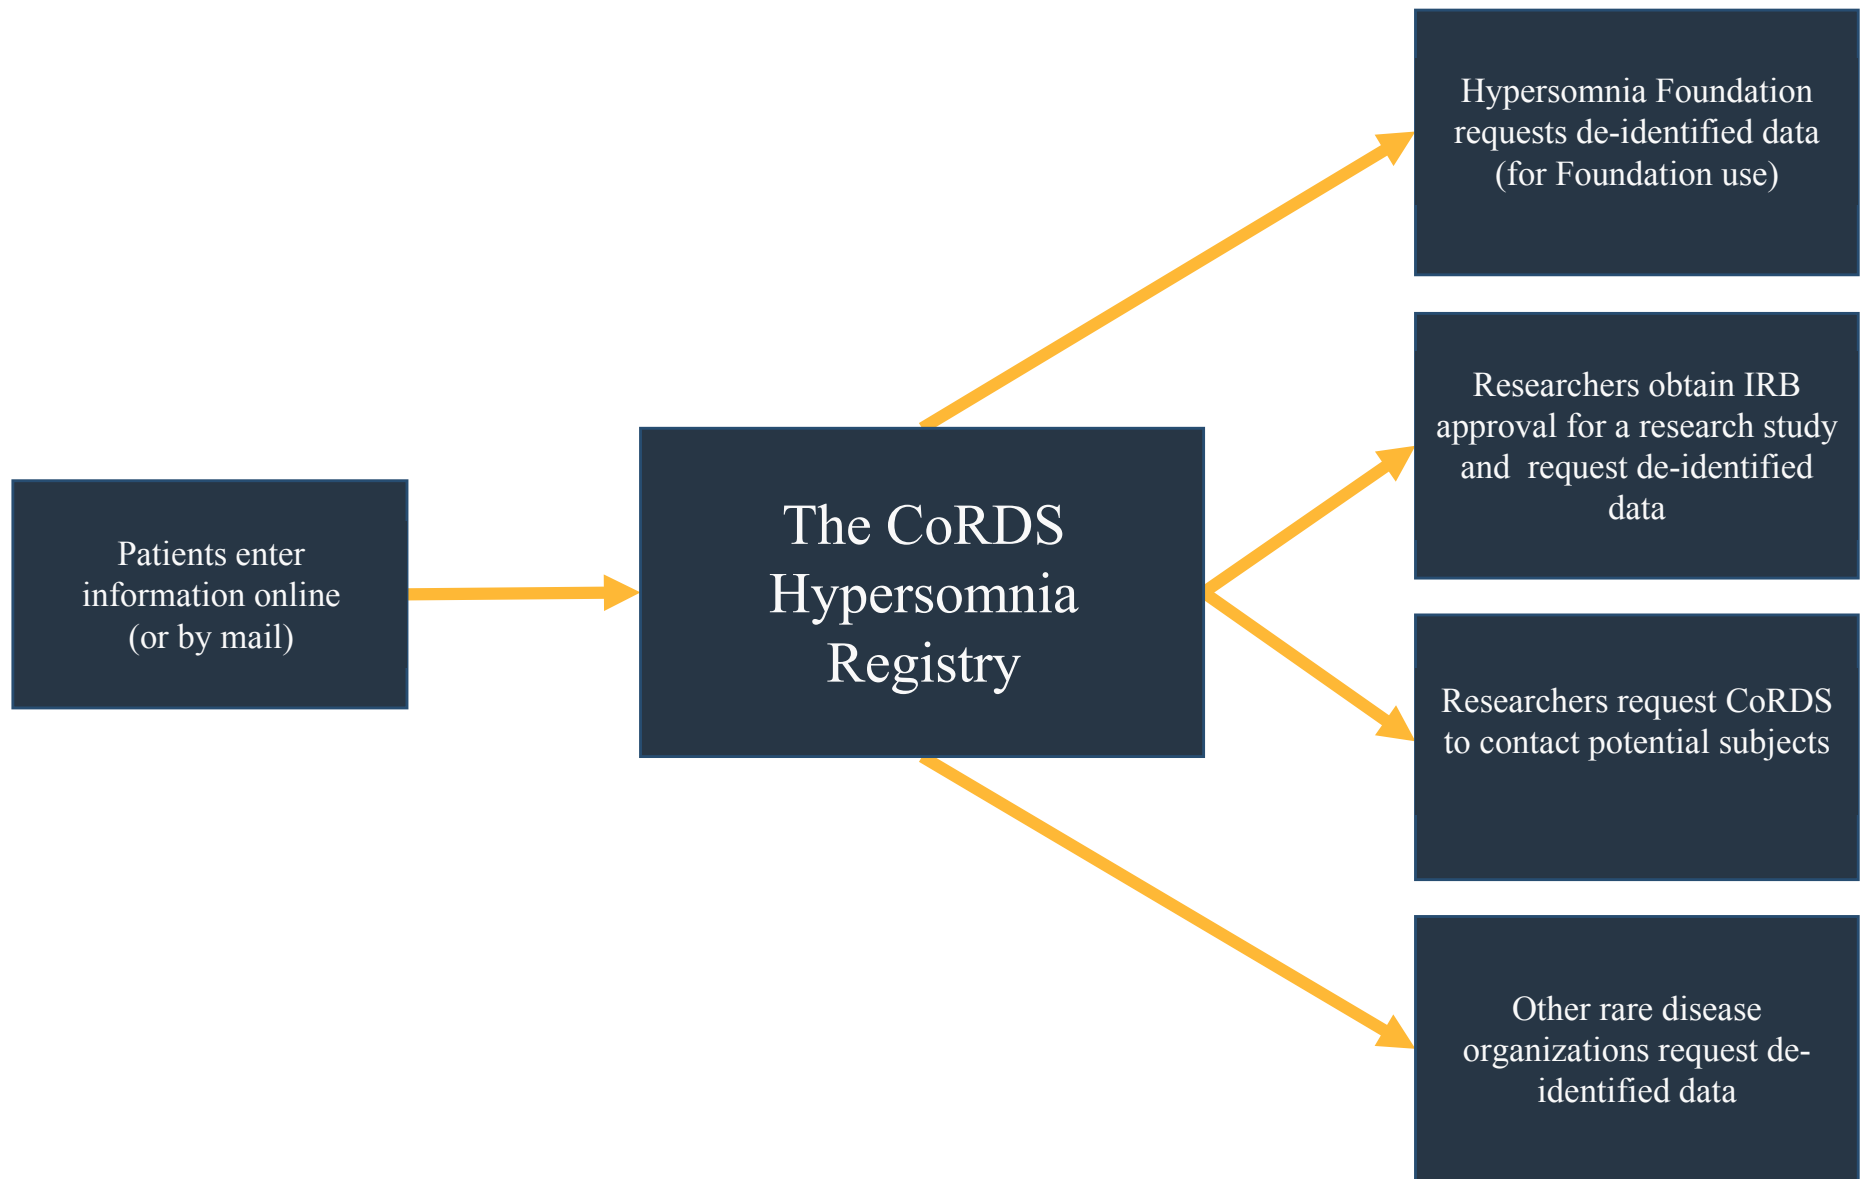 Patients enter
information online
(or by mail)
The CoRDS
Hypersomnia
Registry
Hypersomnia Foundation
requests de-identified data
(for Foundation use)
Researchers obtain IRB
approval for a research study
and  request de-identified
data
Researchers request CoRDS
to contact potential subjects
Other rare disease
organizations request de-
identified data